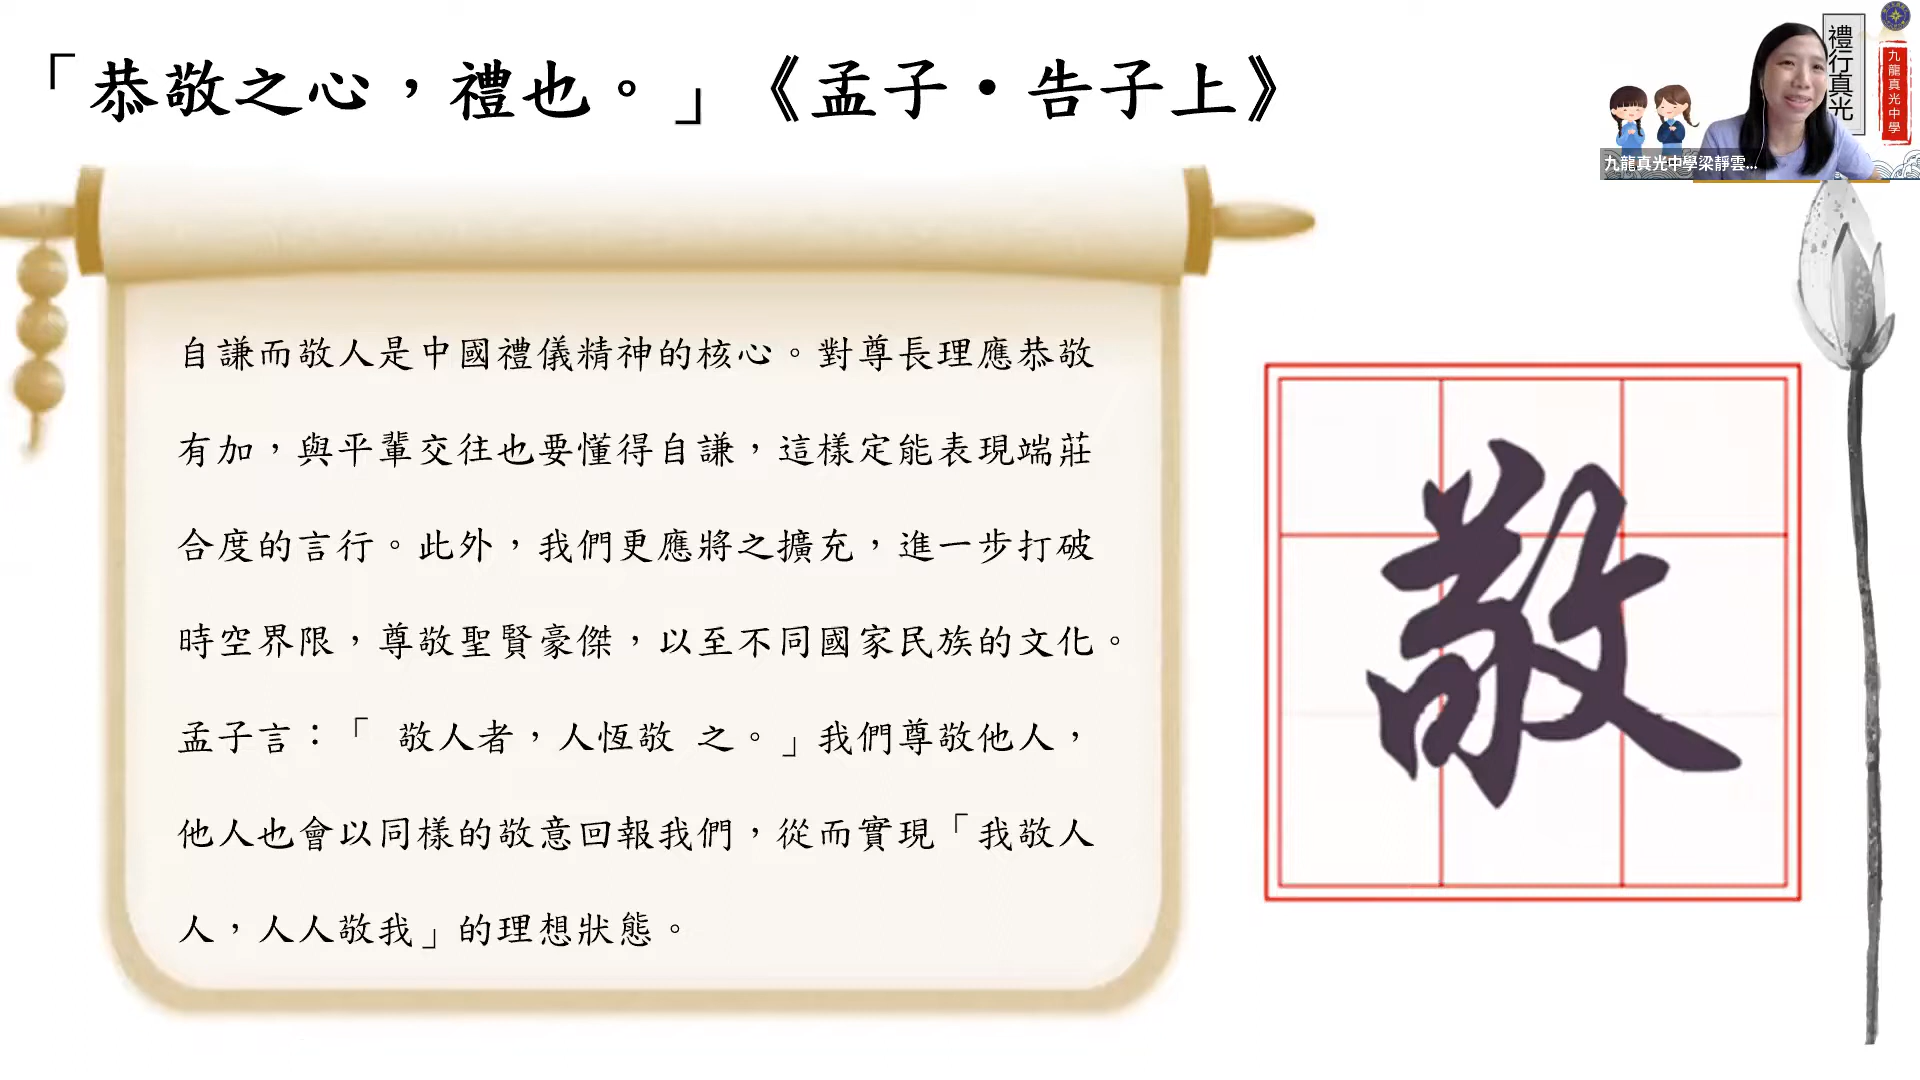 「恭敬之心，禮也。」《孟子•告子上》
自謙而敬人是中國禮儀精神的核心。對尊長理應恭敬
有加，與平輩交往也要懂得自謙，這樣定能表現端莊
合度的言行。此外，我們更應將之擴充，進一步打破
時空界限，尊敬聖賢豪傑，以至不同國家民族的文化。
孟子言：「 敬人者，人恆敬 之。」我們尊敬他人，
他人也會以同樣的敬意回報我們，從而實現「我敬人
人，人人敬我」的理想狀態。
敬
禮行真光
九龍真光中學
九龍真光中學梁靜雲...